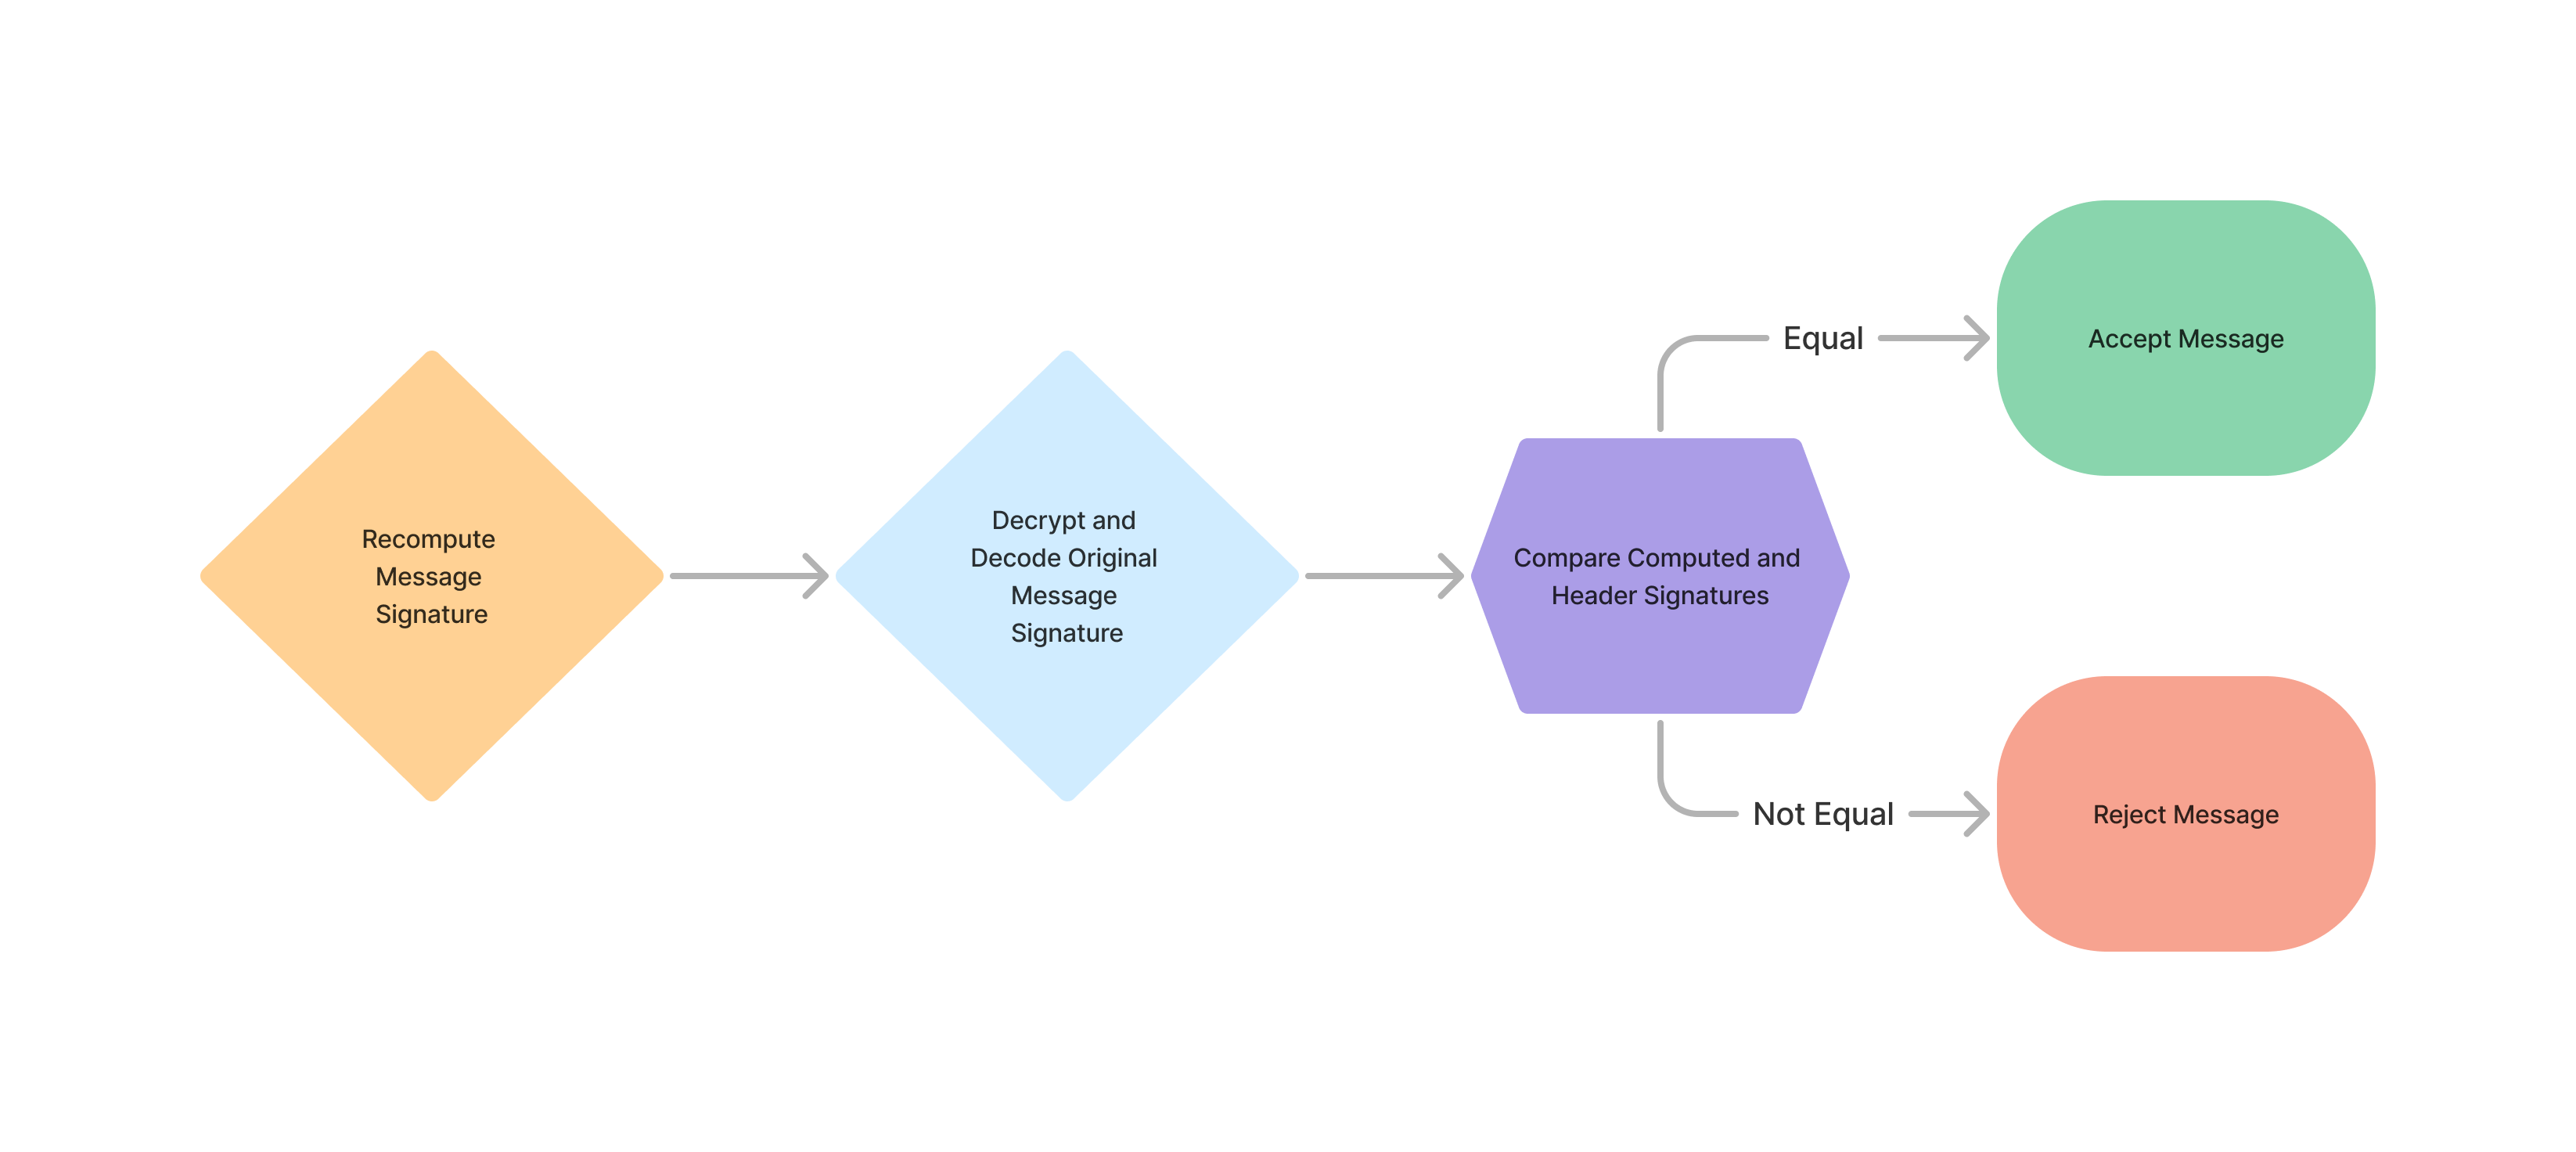 Recompute
Message
Signature
Decrypt and
Decode Original
Message
Signature
Compare Computed and
Header Signatures
Equal
Accept Message
Not Equal
Reject Message